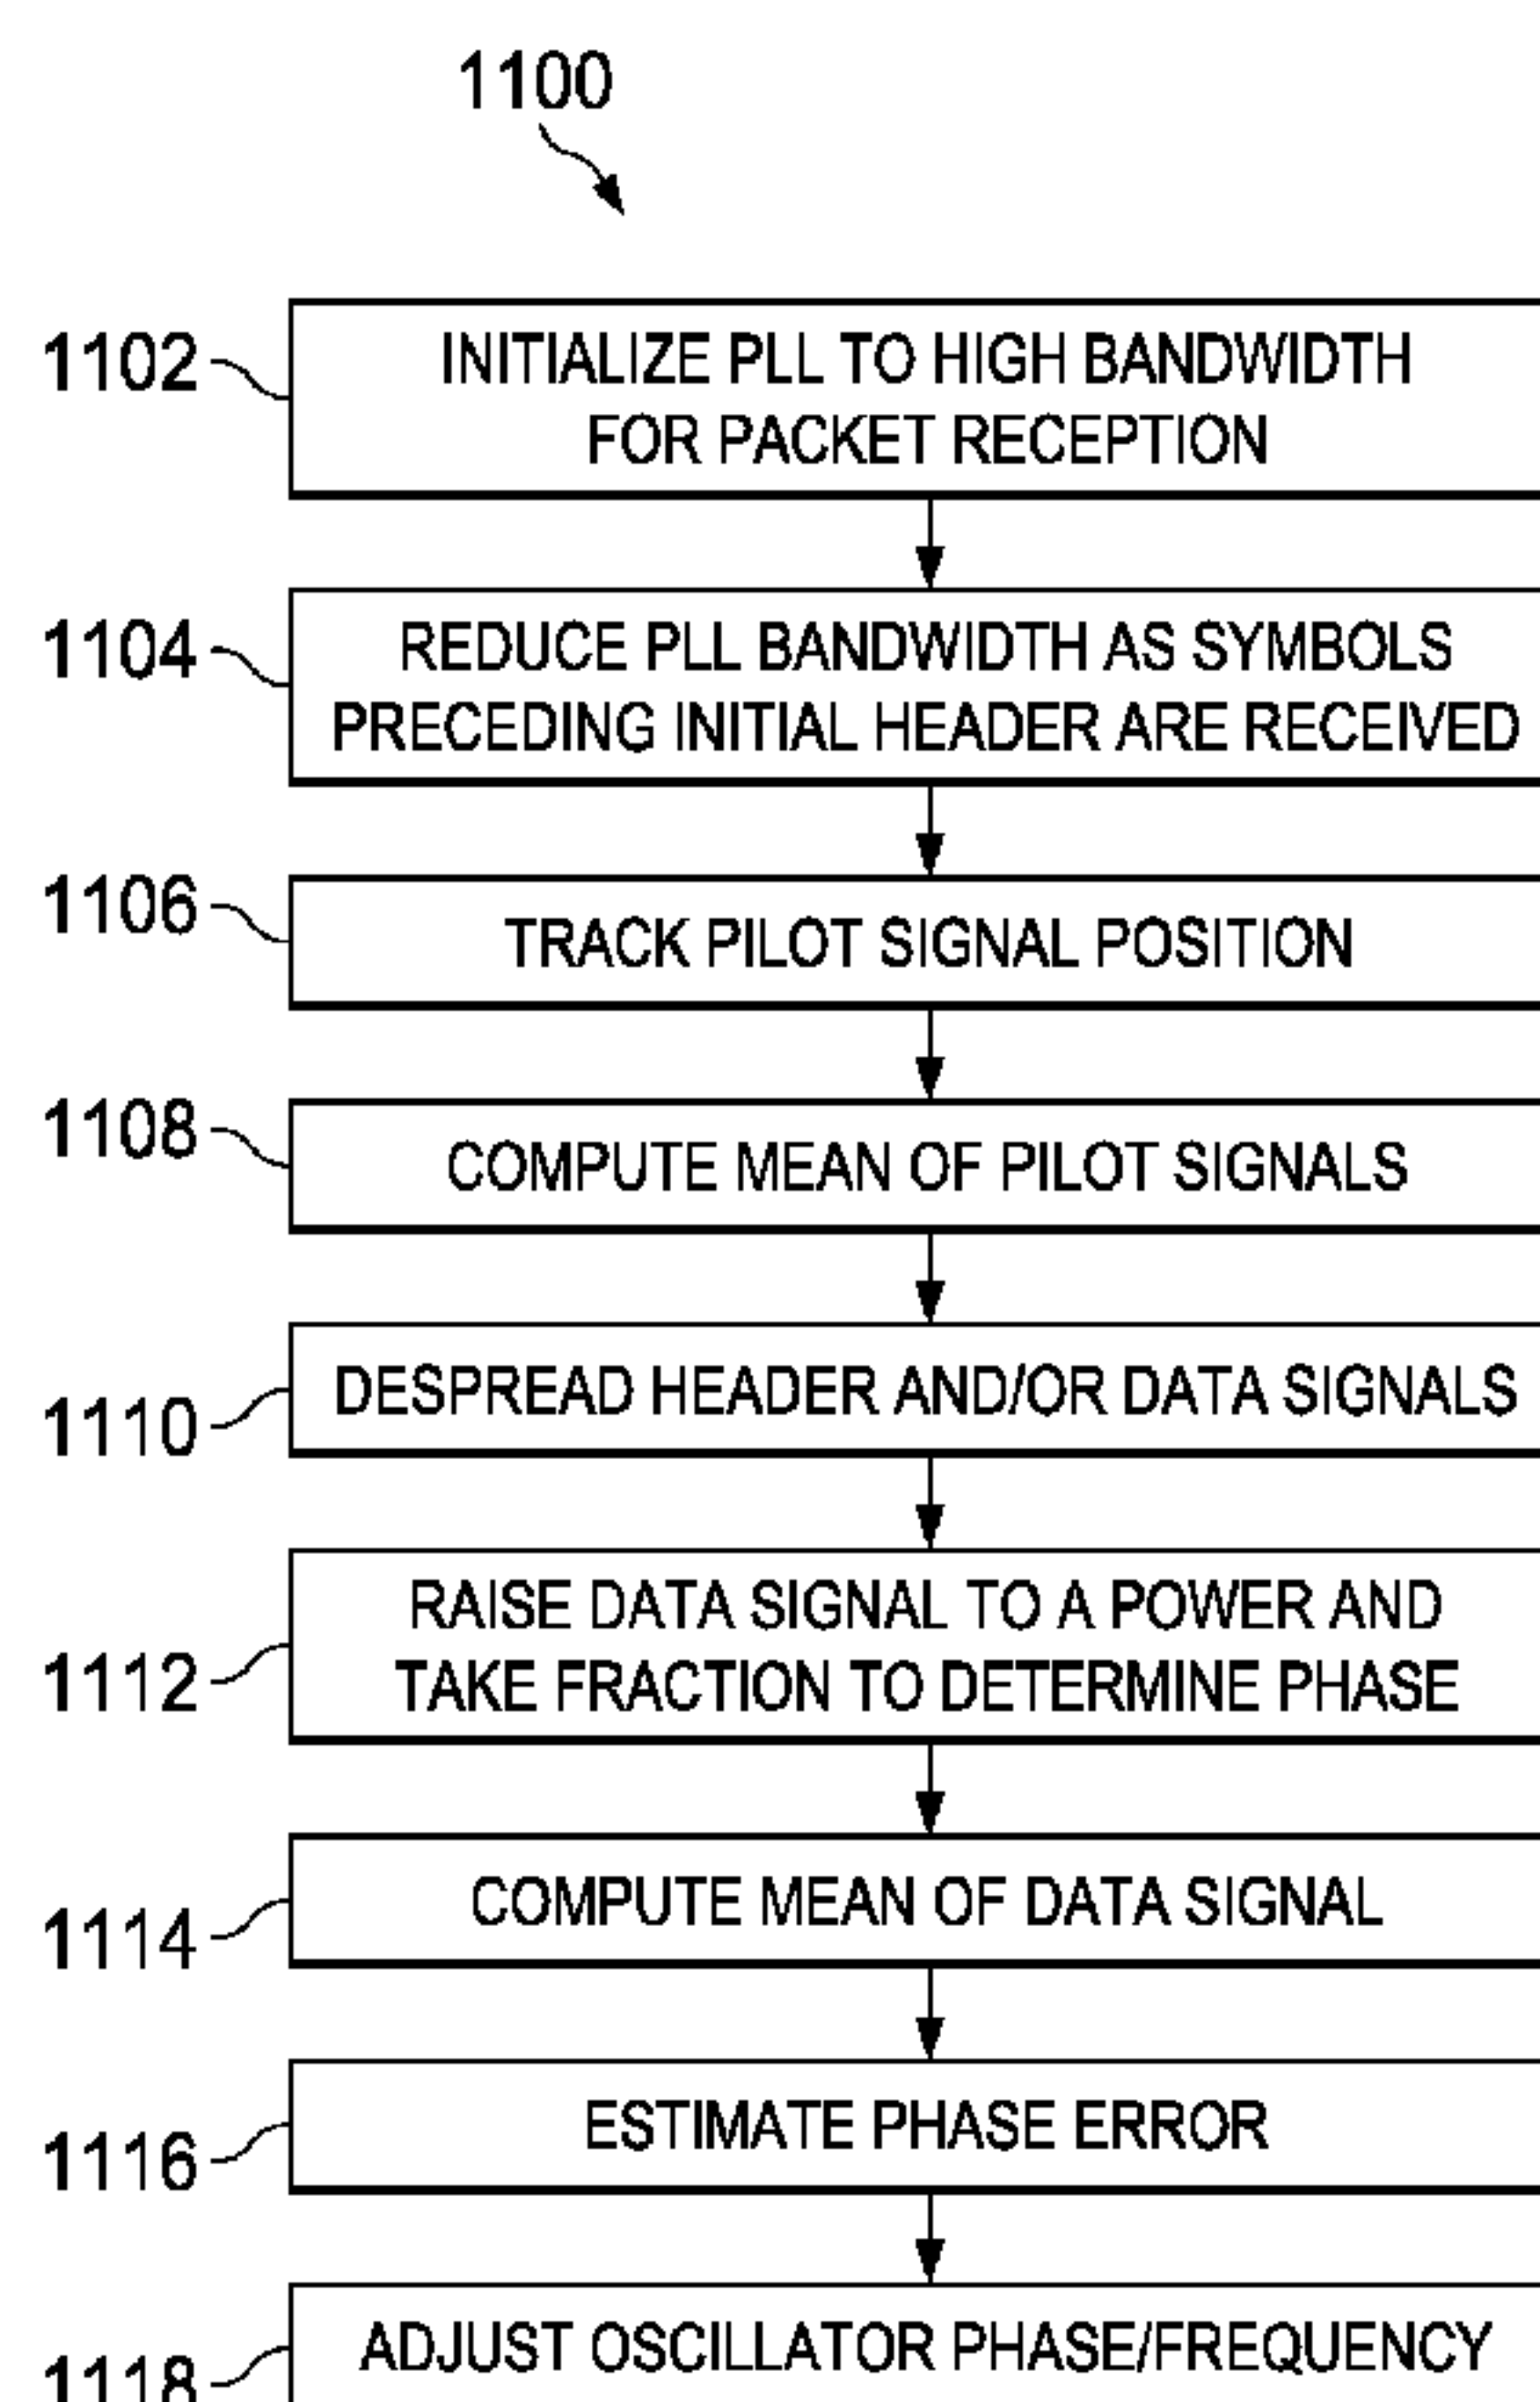 1100
1102
INITIALIZE PLL TO HIGH BANDWIDTH
FOR PACKET RECEPTION
1104
REDUCE PLL BANDWIDTH AS SYMBOLS
PRECEDING INITIAL HEADER ARE RECEIVED
1106
TRACK PILOT SIGNAL POSITION
1108
COMPUTE MEAN OF PILOT SIGNALS
1110
DESPREAD HEADER AND/OR DATA SIGNALS
1112
RAISE DATA SIGNAL TO A POWER AND
TAKE FRACTION TO DETERMINE PHASE
1114
COMPUTE MEAN OF DATA SIGNAL
1116
ESTIMATE PHASE ERROR
1118
ADJUST OSCILLATOR PHASE/FREQUENCY